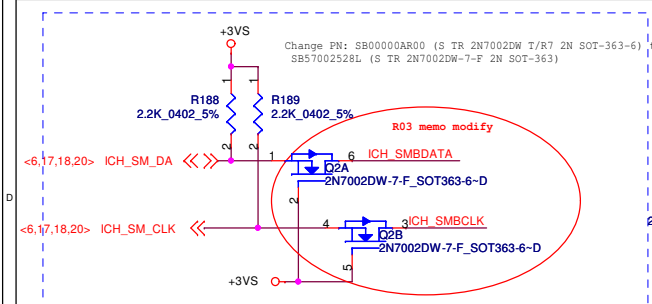 +3VS
Change PN: SB00000AR00 (S TR 2N7002DW T/R7 2N SOT-363-6)
SB57002528L (S TR 2N7002DW-7-F 2N SOT-363)
1
1
R188
R189
2.2K_0402_5%
2.2K_0402_5%
R03 memo modify
2
2
<6,17,18,20> ICH_SM_DA
1
6
ICH_SMBDATA
Q2A
2N7002DW-7-F_SOT363-6~D
D
2
<6,17,18,20> ICH_SM_CLK
4
3
ICH_SMBCLK
Q2B
2N7002DW-7-F_SOT363-6~D
5
+3VS